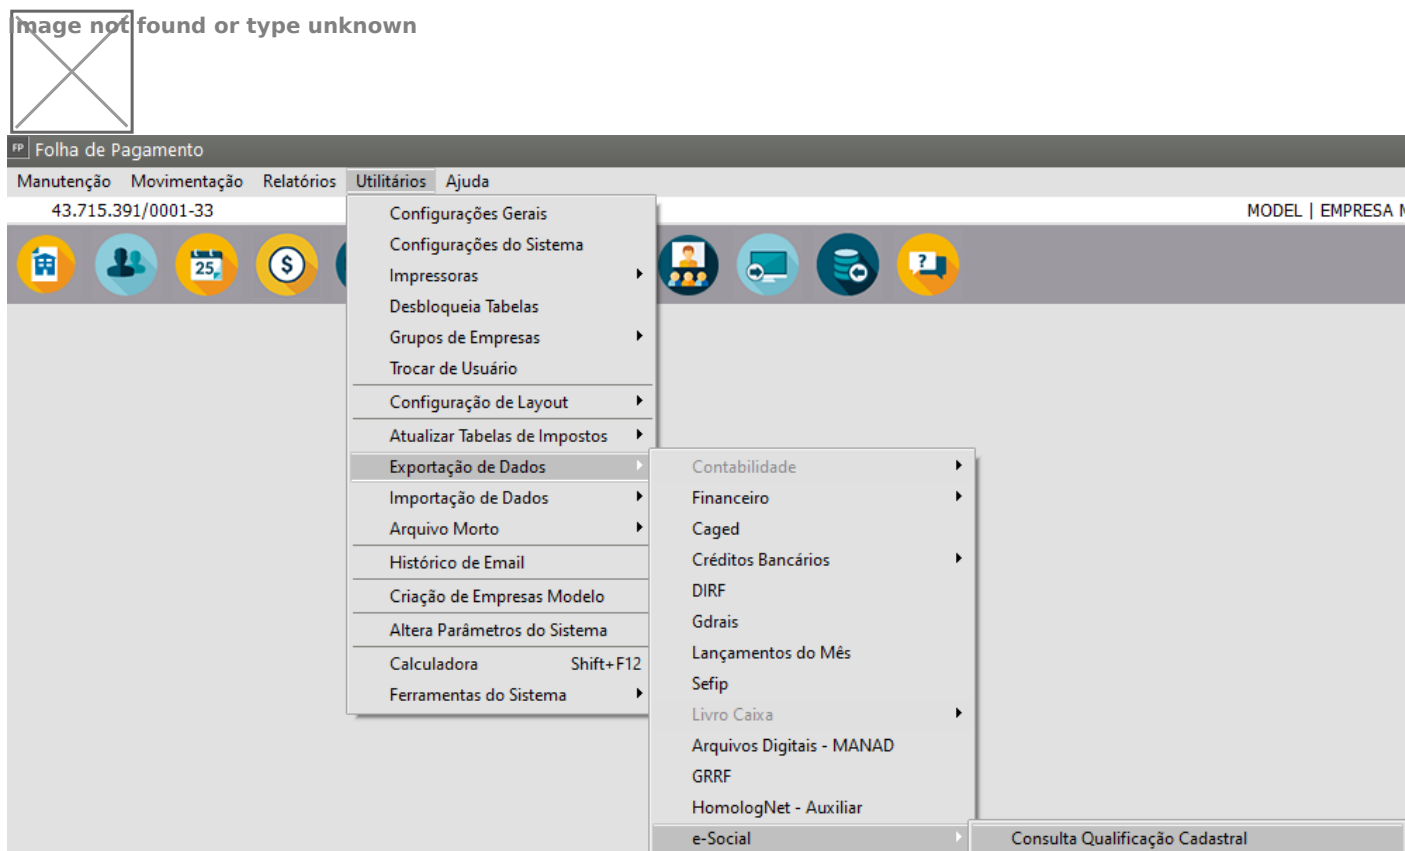 Image not found or type unknown
FP Folha de Pagamento
Manutenção Movimentação Relatórios Utilitários Ajuda
43.715.391/0001-33
MODEL | EMPRESA M
25
$
?
Configurações Gerais
Configurações do Sistema
Impressoras
Desbloqueia Tabelas
Grupos de Empresas
Trocar de Usuário
Configuração de Layout
Atualizar Tabelas de Impostos
Exportação de Dados
Importação de Dados
Arquivo Morto
Histórico de Email
Criação de Empresas Modelo
Altera Parâmetros do Sistema
Calculadora Shift+F12
Ferramentas do Sistema
Contabilidade
Financeiro
Caged
Créditos Bancários
DIRF
Gdrais
Lançamentos do Mês
Sefip
Livro Caixa
Arquivos Digitais - MANAD
GRRF
HomologNet - Auxiliar
e-Social
Consulta Qualificação Cadastral